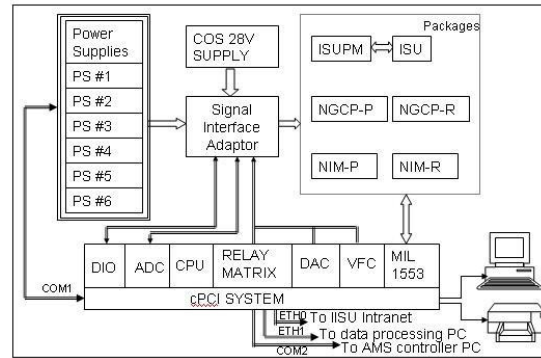 Power
Supplies
PS #1
PS #2
PS #3
PS #4
PS #5
PS #6
COS 28V
SUPPLY
Signal
Interface
Adaptor
Packages
ISUPM
ISU
NGCP-P
NGCP-R
NIM-P
NIM-R
COM1
DIO
ADC
CPU
RELAY
MATRIX
DAC
VFC
MIL
1553
cPCI SYSTEM
ETH0
To IISU Intranet
ETH1
To data processing PC
COM2
To AMS controller PC